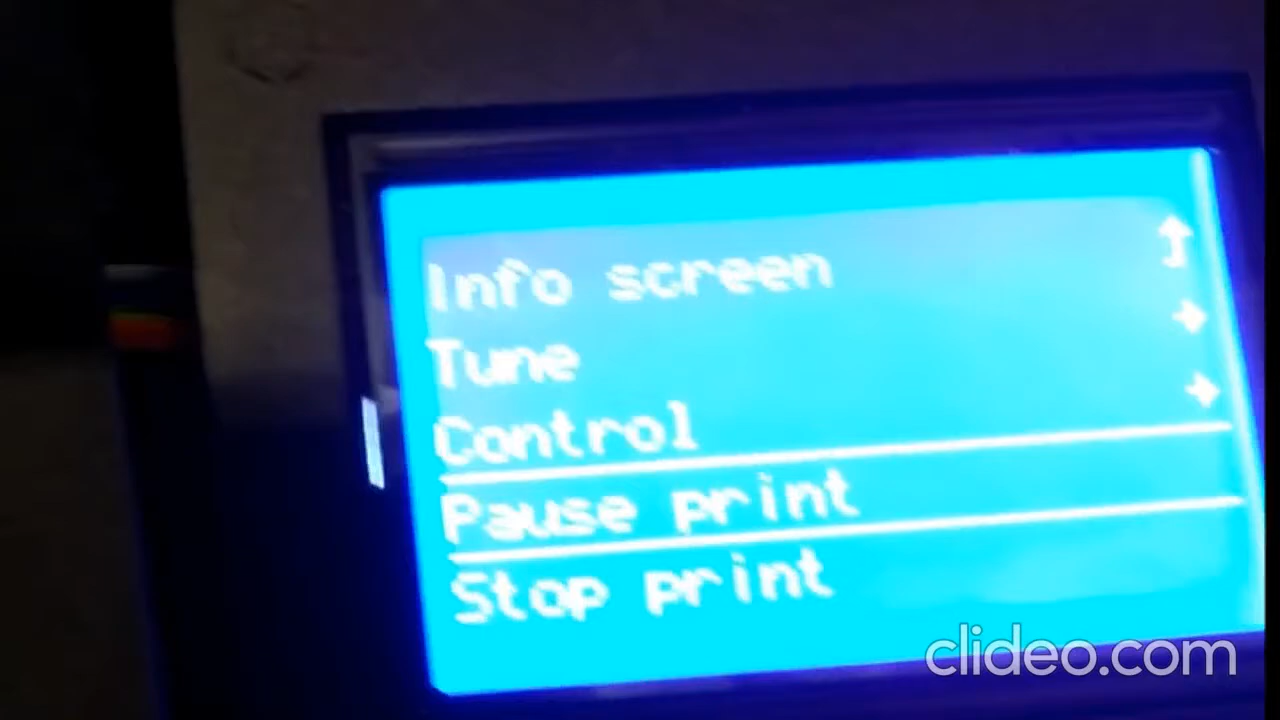 Info screen
Tune
Control
Pause print
Stop print
clideo.com